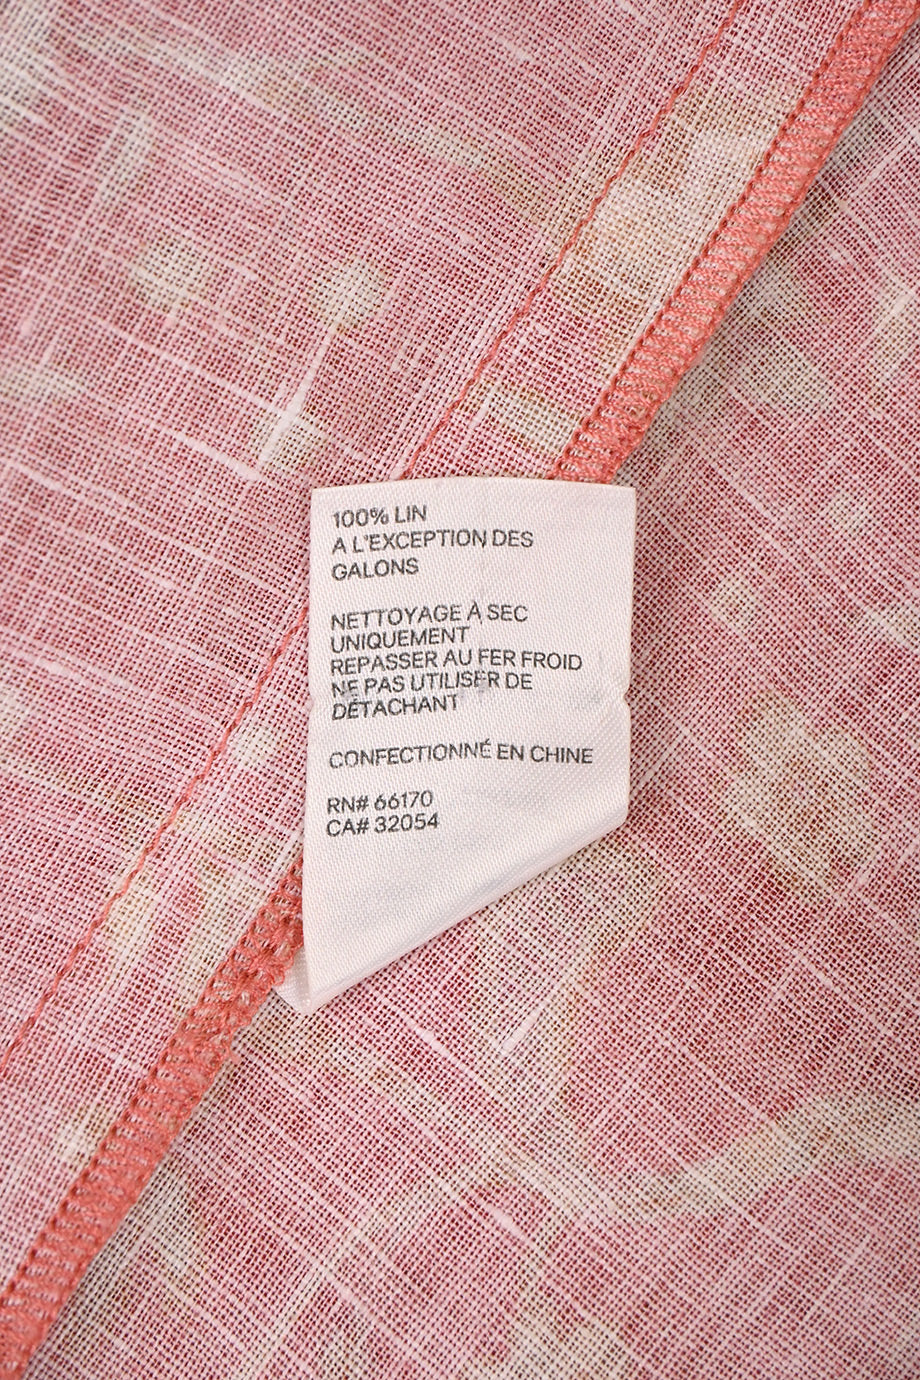 100% LIN
A L'EXCEPTION DES
GALONS
NETTOYAGE À SEC
UNIQUEMENT
REPASSER AU FER FROID
NE PAS UTILISER DE
DÉTACHANT
CONFECTIONNÉ EN CHINE
RN# 66170
CA# 32054